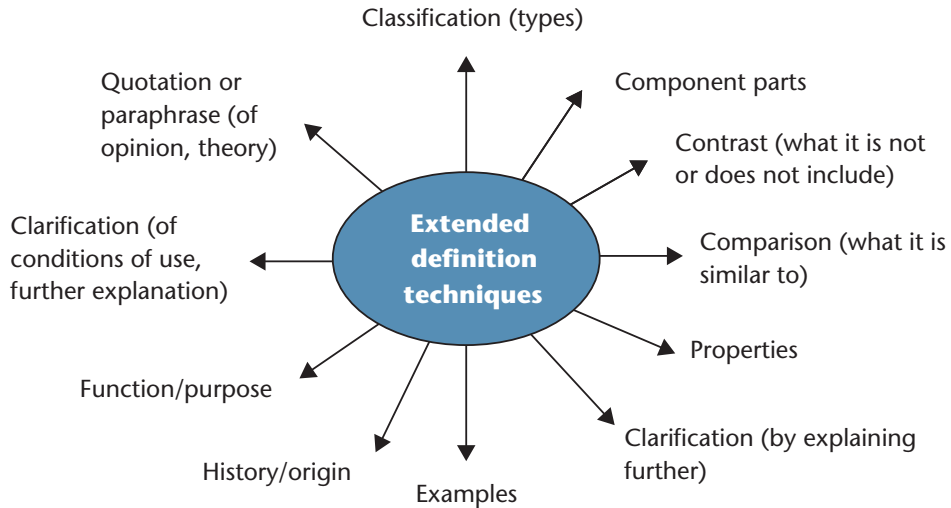 Classification (types)
Component parts
Contrast (what it is not
or does not include)
Comparison (what it is
similar to)
Properties
Clarification (by explaining
further)
Examples
History/origin
Function/purpose
Clarification (of
conditions of use,
further explanation)
Quotation or
paraphrase (of
opinion, theory)
Extended
definition
techniques